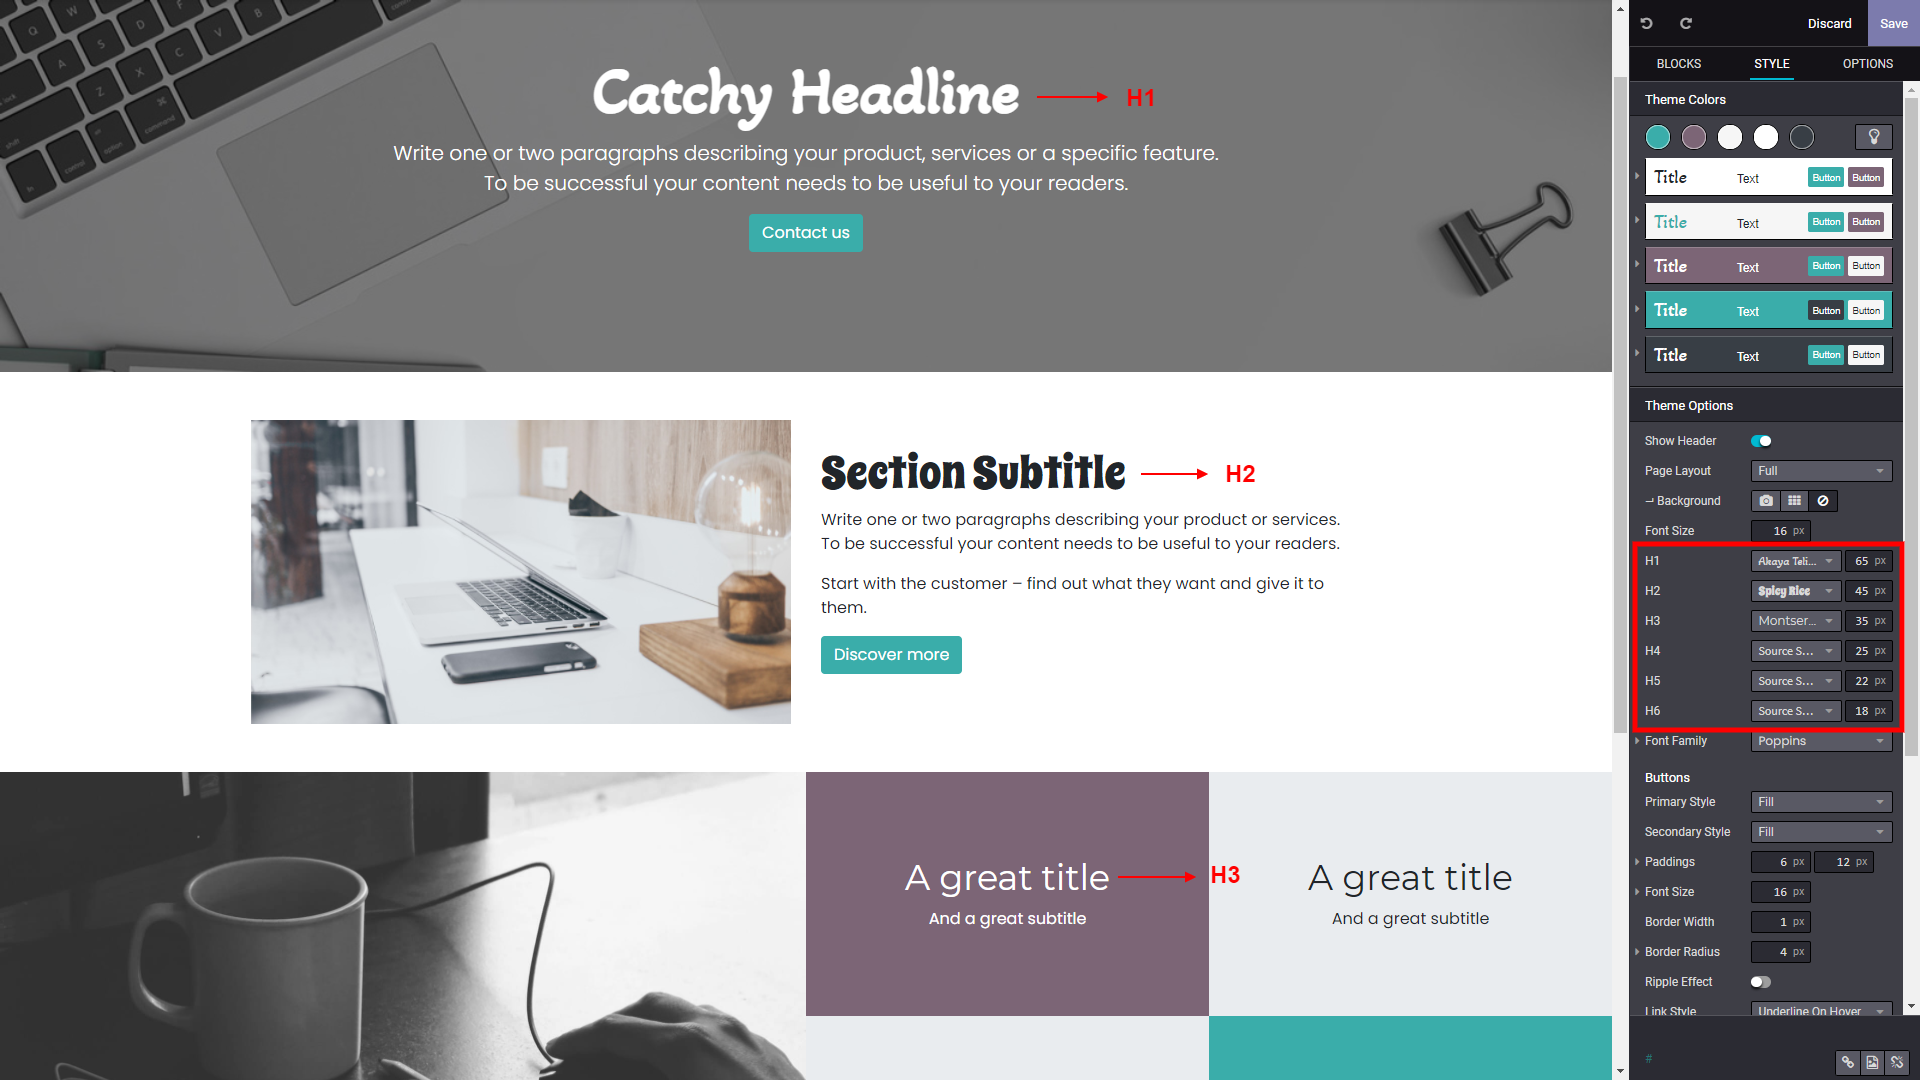 Catchy Headline
H1
Write one or two paragraphs describing your product, services or a specific feature.
To be successful your content needs to be useful to your readers.
Contact us
Section Subtitle
H2
Write one or two paragraphs describing your product or services.
To be successful your content needs to be useful to your readers.
Start with the customer – find out what they want and give it to
them.
Discover more
A great title
H3
And a great subtitle
A great title
And a great subtitle
Discard
Save
BLOCKS
STYLE
OPTIONS
Theme Colors
Title Text Button Button
Title Text Button Button
Title Text Button Button
Title Text Button Button
Title Text Button Button
Theme Options
Show Header
Page Layout Full
Background
Font Size 16 px
H1 Akaya Teli... 65 px
H2 Spicy Rice 45 px
H3 Montser... 35 px
H4 Source S... 25 px
H5 Source S... 22 px
H6 Source S... 18 px
Font Family Poppins
Buttons
Primary Style Fill
Secondary Style Fill
Paddings 6 px 12 px
Font Size 16 px
Border Width 1 px
Border Radius 4 px
Ripple Effect
Link Style Underline On Hover
#